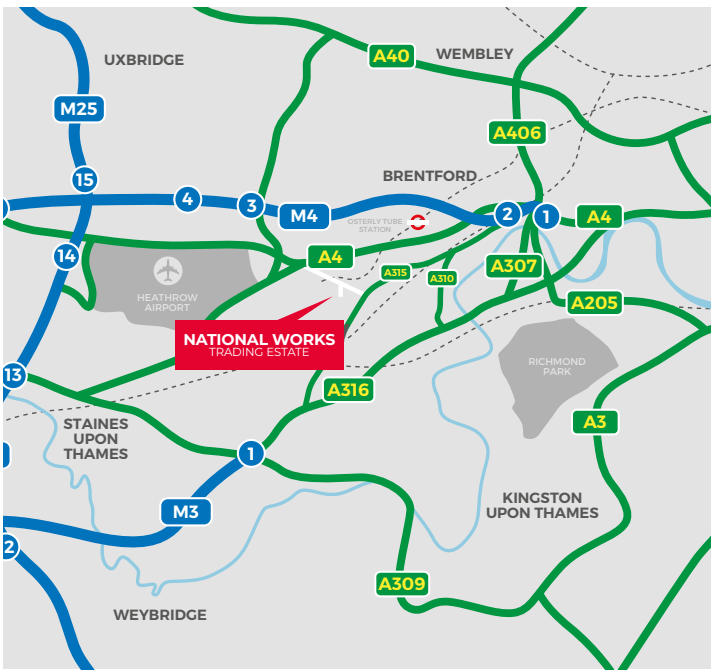 A40
WEMBLEY
UXBRIDGE
M25
A406
BRENTFORD
15
4
3
M4
2
1
A4
OSTERLY TUBE
STATION
14
A4
A315
A310
A307
HEATHROW
AIRPORT
A205
NATIONAL WORKS
TRADING ESTATE
RICHMOND
PARK
13
A316
A3
STAINES
UPON
THAMES
1
KINGSTON
UPON THAMES
M3
2
A309
WEYBRIDGE